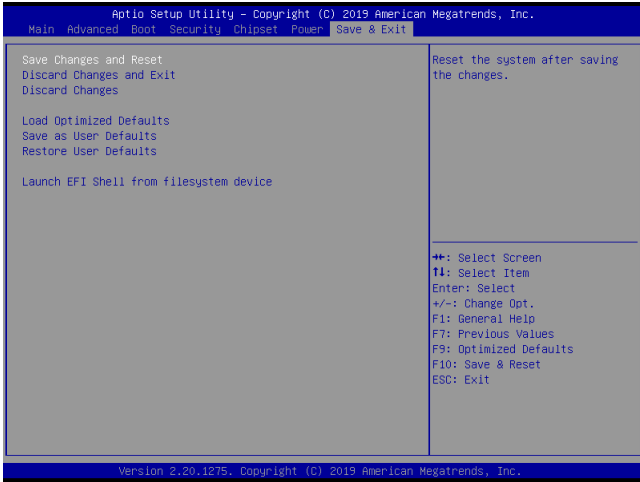 Aptio Setup Utility – Copyright (C) 2019 American Megatrends, Inc.
Main Advanced Boot Security Chipset Power Save & Exit
Save Changes and Reset
Discard Changes and Exit
Discard Changes
Load Optimized Defaults
Save as User Defaults
Restore User Defaults
Launch EFI Shell from filesystem device
Reset the system after saving
the changes.
→←: Select Screen
↑↓: Select Item
Enter: Select
+/-: Change Opt.
F1: General Help
F7: Previous Values
F9: Optimized Defaults
F10: Save & Reset
ESC: Exit
Version 2.20.1275. Copyright (C) 2019 American Megatrends, Inc.